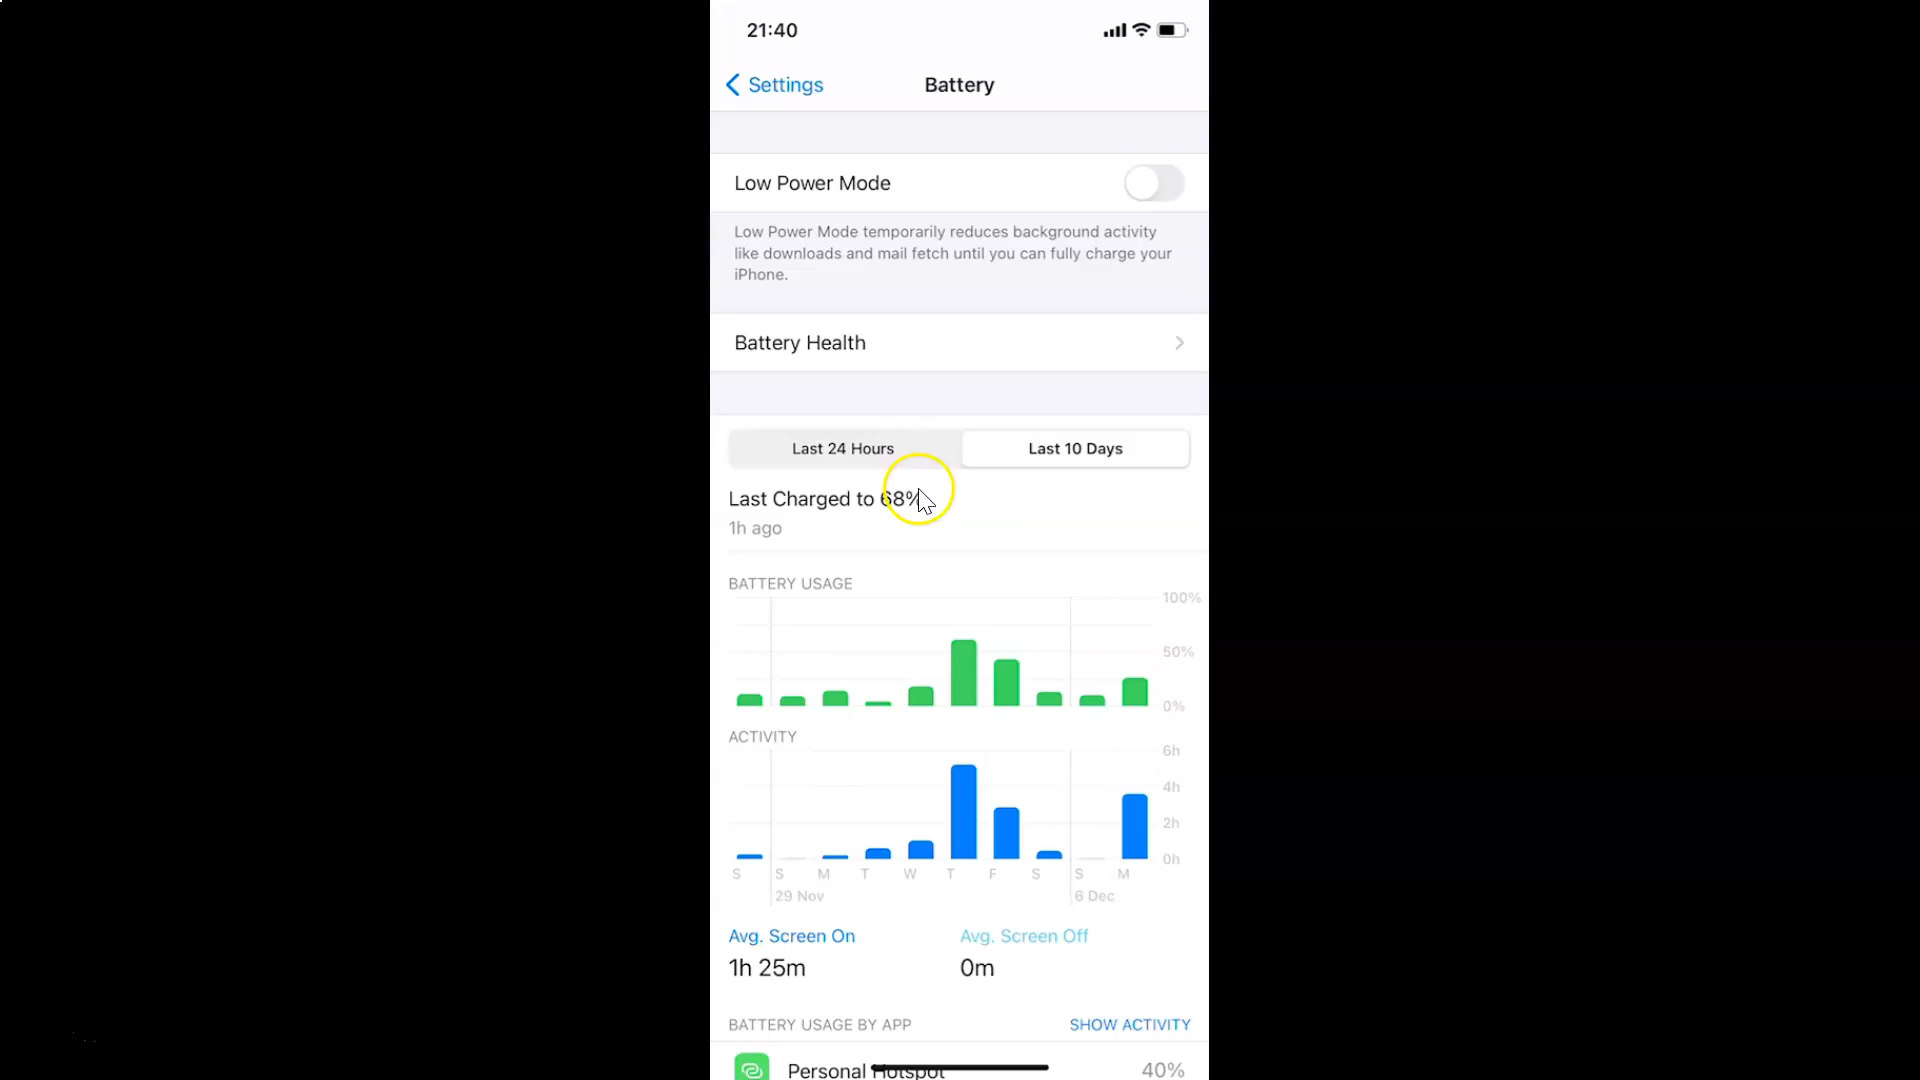 21:40
Settings
Battery
Low Power Mode
Low Power Mode temporarily reduces background activity
like downloads and mail fetch until you can fully charge your
iPhone.
Battery Health
Last 24 Hours
Last 10 Days
Last Charged to 68%
1h ago
BATTERY USAGE
100%
50%
0%
ACTIVITY
6h
4h
2h
0h
S S M T W T F S S M
29 Nov
6 Dec
Avg. Screen On
Avg. Screen Off
1h 25m
0m
BATTERY USAGE BY APP
SHOW ACTIVITY
Personal Hotspot
40%